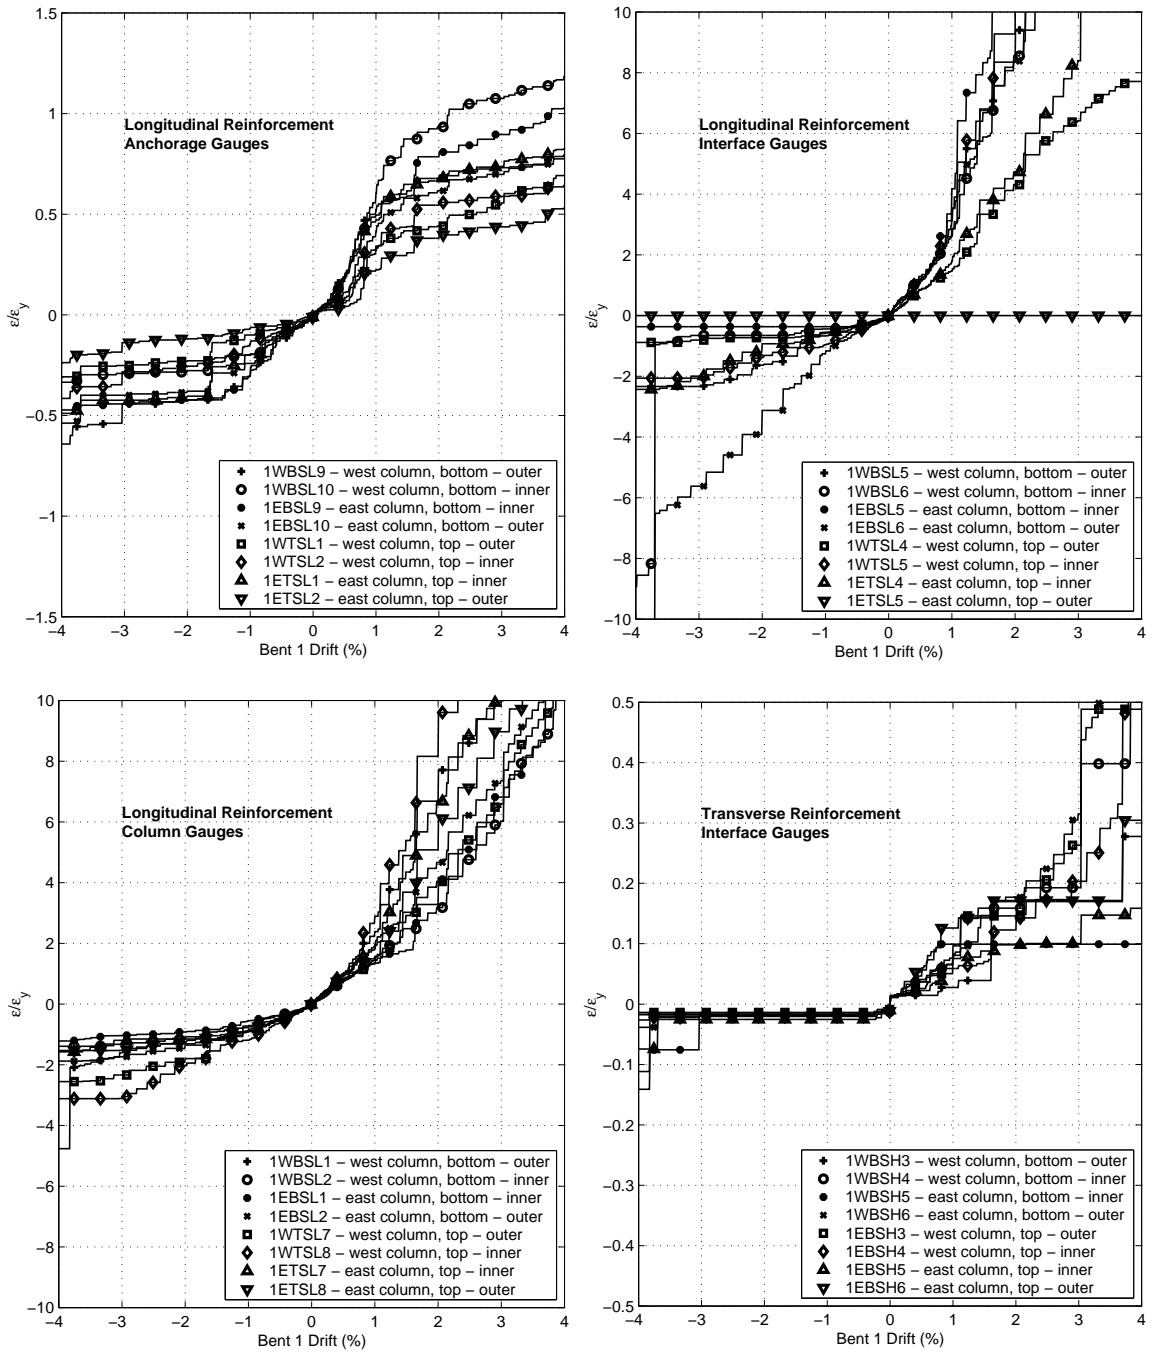 1.5
1
0.5
0
−0.5
−1
−1.5
ε/εy
Longitudinal Reinforcement
Anchorage Gauges
1WBSL9 − west column, bottom − outer
1WBSL10 − west column, bottom − inner
1EBSL9 − east column, bottom − inner
1EBSL10 − east column, bottom − outer
1WTSL1 − west column, top − outer
1WTSL2 − west column, top − inner
1ETSL1 − east column, top − inner
1ETSL2 − east column, top − outer
−4 −3 −2 −1 0 1 2 3 4
Bent 1 Drift (%)
10
8
6
4
2
0
−2
−4
−6
−8
−10
ε/εy
Longitudinal Reinforcement
Interface Gauges
1WBSL5 − west column, bottom − outer
1WBSL6 − west column, bottom − inner
1EBSL5 − east column, bottom − inner
1EBSL6 − east column, bottom − outer
1WTSL4 − west column, top − outer
1WTSL5 − west column, top − inner
1ETSL4 − east column, top − inner
1ETSL5 − east column, top − outer
−4 −3 −2 −1 0 1 2 3 4
Bent 1 Drift (%)
10
8
6
4
2
0
−2
−4
−6
−8
−10
ε/εy
Longitudinal Reinforcement
Column Gauges
1WBSL1 − west column, bottom − outer
1WBSL2 − west column, bottom − inner
1EBSL1 − east column, bottom − inner
1EBSL2 − east column, bottom − outer
1WTSL7 − west column, top − outer
1WTSL8 − west column, top − inner
1ETSL7 − east column, top − inner
1ETSL8 − east column, top − outer
−4 −3 −2 −1 0 1 2 3 4
Bent 1 Drift (%)
0.5
0.4
0.3
0.2
0.1
0
−0.1
−0.2
−0.3
−0.4
−0.5
ε/εy
Transverse Reinforcement
Interface Gauges
1WBSH3 − west column, bottom − outer
1WBSH4 − west column, bottom − inner
1WBSH5 − east column, bottom − inner
1WBSH6 − east column, bottom − outer
1EBSH3 − west column, top − outer
1EBSH4 − west column, top − inner
1EBSH5 − east column, top − inner
1EBSH6 − east column, top − outer
−4 −3 −2 −1 0 1 2 3 4
Bent 1 Drift (%)